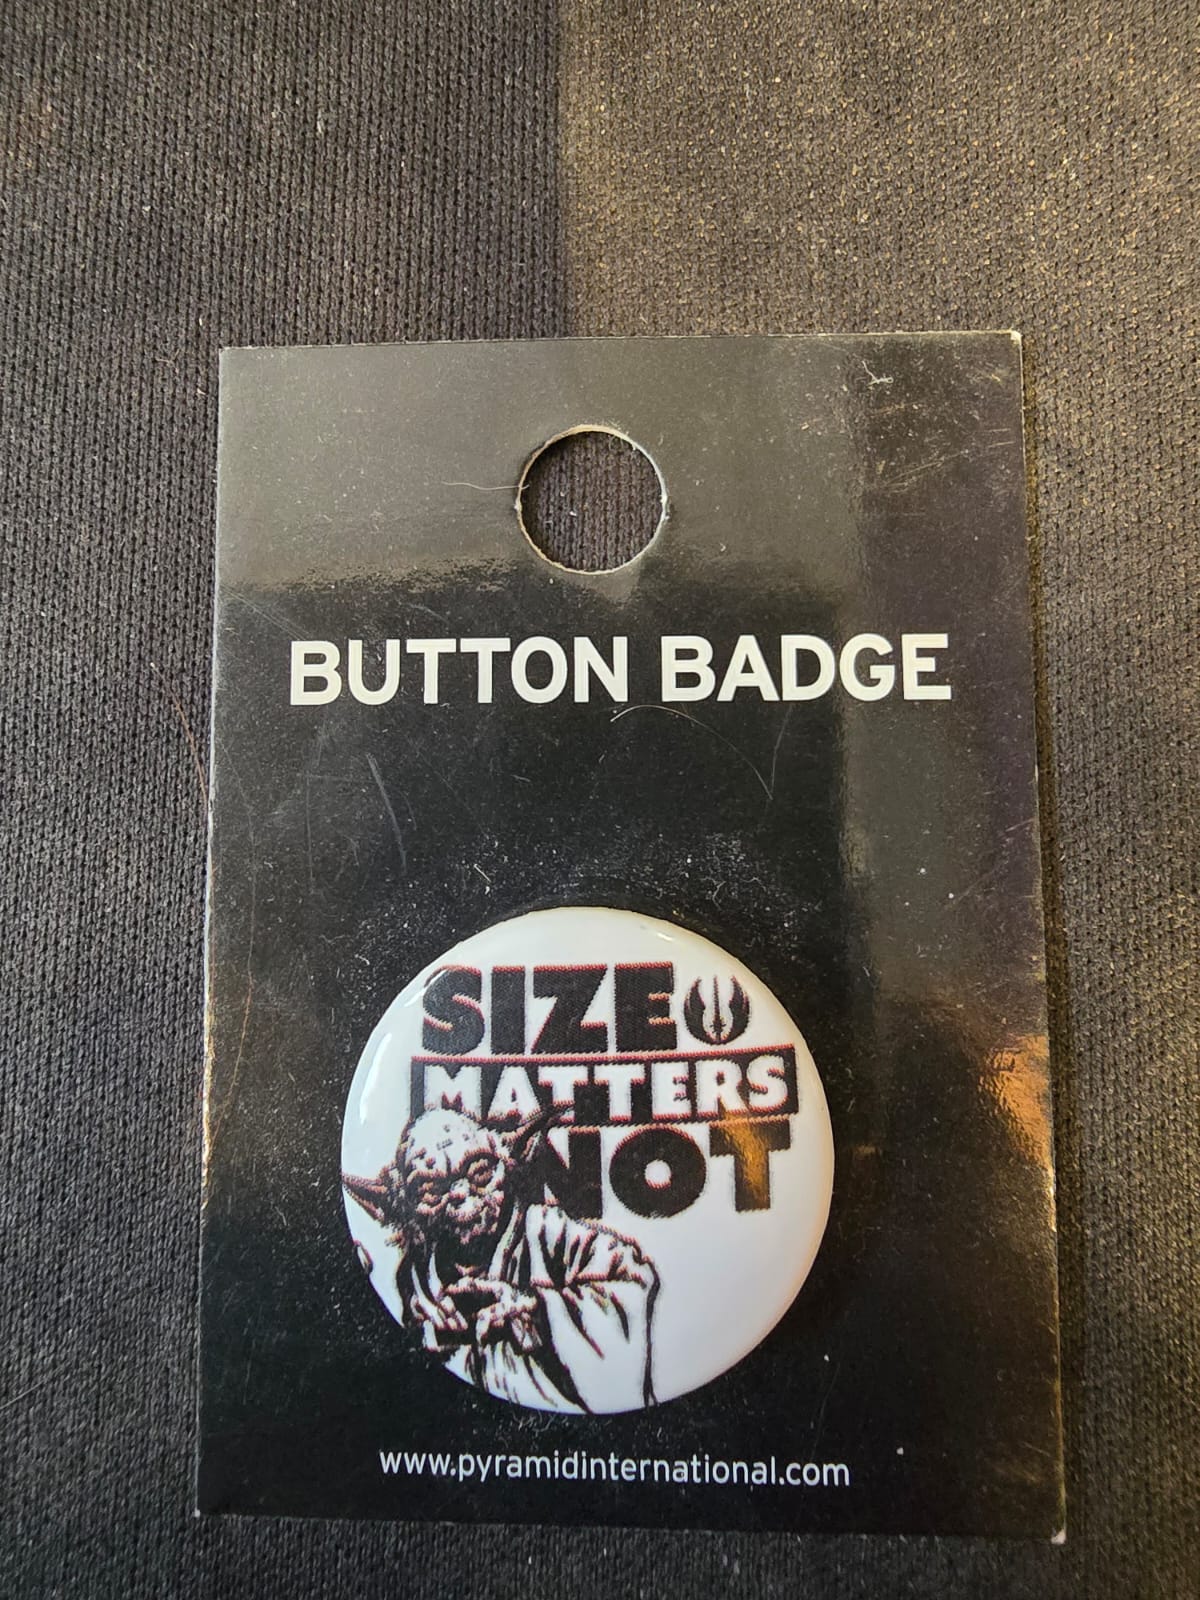 BUTTON BADGE
SIZE
MATTERS
NOT
www.pyramidinternational.com